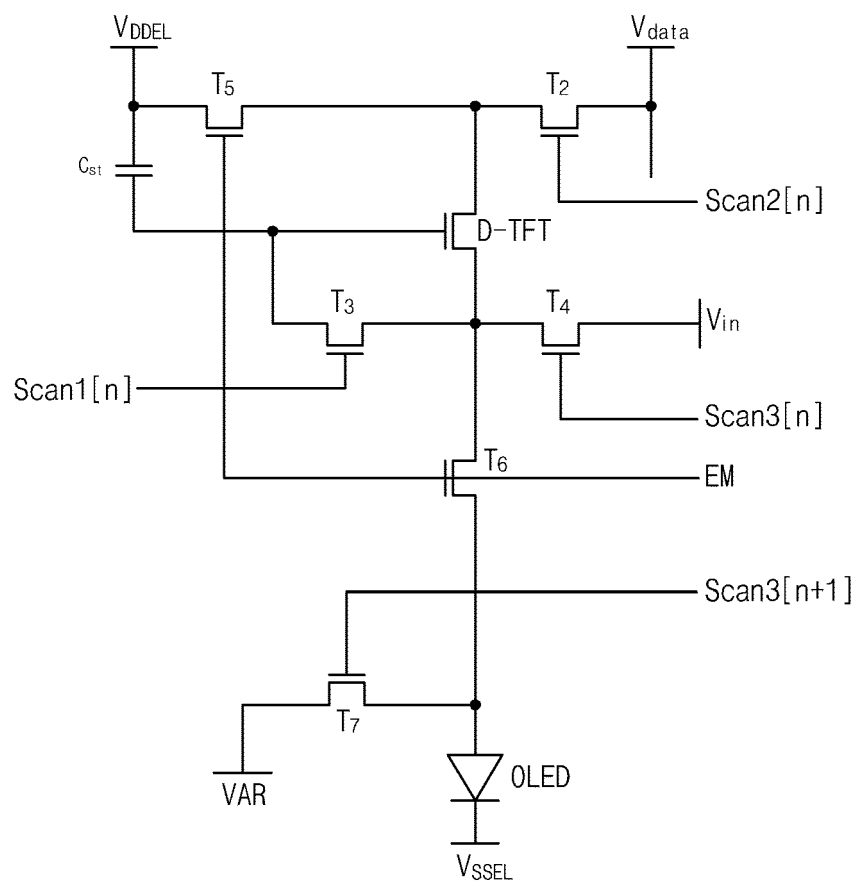 VDDEL
Vdata
T5
T2
Cst
Scan2[n]
D-TFT
T3
T4
Vin
Scan1[n]
Scan3[n]
T6
EM
Scan3[n+1]
T7
VAR
OLED
VSSEL